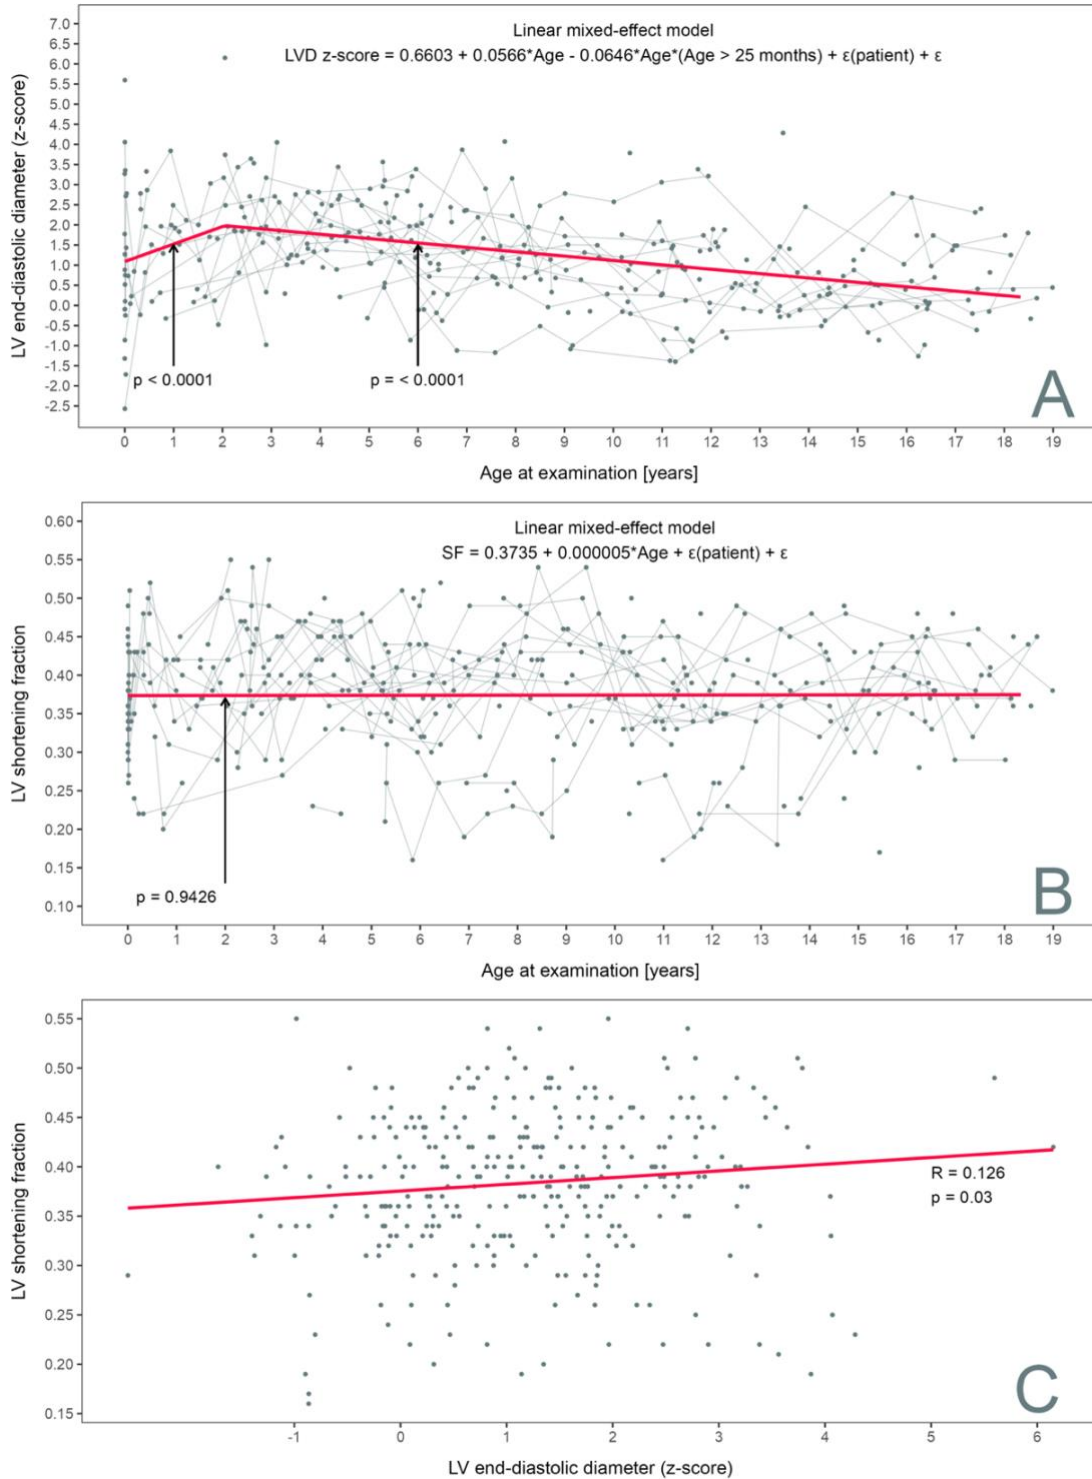 Linear mixed-effect model
LVD z-score = 0.6603 + 0.0566*Age - 0.0646*Age*(Age > 25 months) + ε(patient) + ε
LV end-diastolic diameter (z-score)
7.0
6.5
6.0
5.5
5.0
4.5
4.0
3.5
3.0
2.5
2.0
1.5
1.0
0.5
0.0
-0.5
-1.0
-1.5
-2.0
-2.5
p < 0.0001
p = < 0.0001
A
0 1 2 3 4 5 6 7 8 9 10 11 12 13 14 15 16 17 18 19
Age at examination [years]
Linear mixed-effect model
SF = 0.3735 + 0.000005*Age + ε(patient) + ε
LV shortening fraction
0.60
0.55
0.50
0.45
0.40
0.35
0.30
0.25
0.20
0.15
0.10
p = 0.9426
B
0 1 2 3 4 5 6 7 8 9 10 11 12 13 14 15 16 17 18 19
Age at examination [years]
LV shortening fraction
0.55
0.50
0.45
0.40
0.35
0.30
0.25
0.20
0.15
R = 0.126
p = 0.03
C
-1 0 1 2 3 4 5 6
LV end-diastolic diameter (z-score)